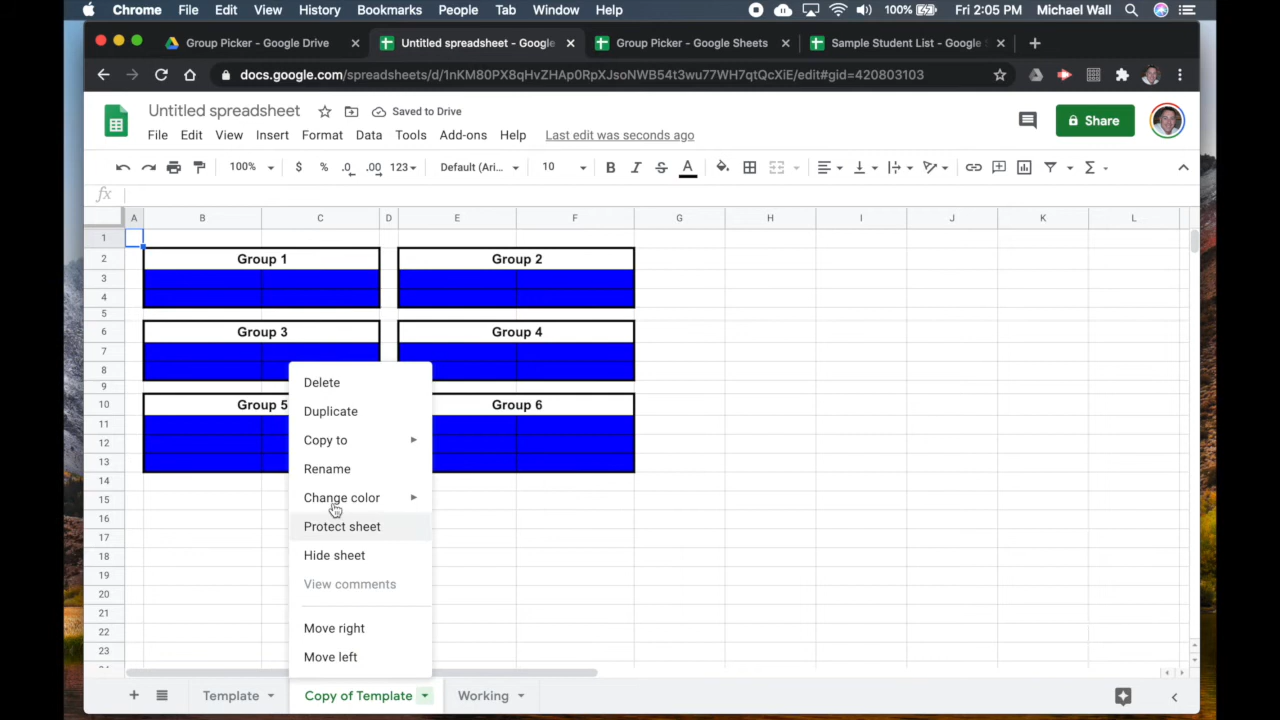 Chrome File Edit View History Bookmarks People Tab Window Help 100% Fri 2:05 PM Michael Wall
Group Picker - Google Drive Untitled spreadsheet - Google Group Picker - Google Sheets Sample Student List - Google
docs.google.com/spreadsheets/d/1nKM80PX8qHvZHAp0RpXJsoNWB54t3wu77WH7qtQcXiE/edit#gid=420803103
Untitled spreadsheet Saved to Drive
File Edit View Insert Format Data Tools Add-ons Help Last edit was seconds ago
Share
100% $ % .0 .00 123 Default (Ari... 10 B I S A
fx
A B C D E F G H I J K L
1
2 Group 1 Group 2
3
4
5
6 Group 3 Group 4
7
8
9
10 Group 5 Group 6
11
12
13
14
15
16
17
18
19
20
21
22
23
Delete
Duplicate
Copy to
Rename
Change color
Protect sheet
Hide sheet
View comments
Move right
Move left
Template Copy of Template Working